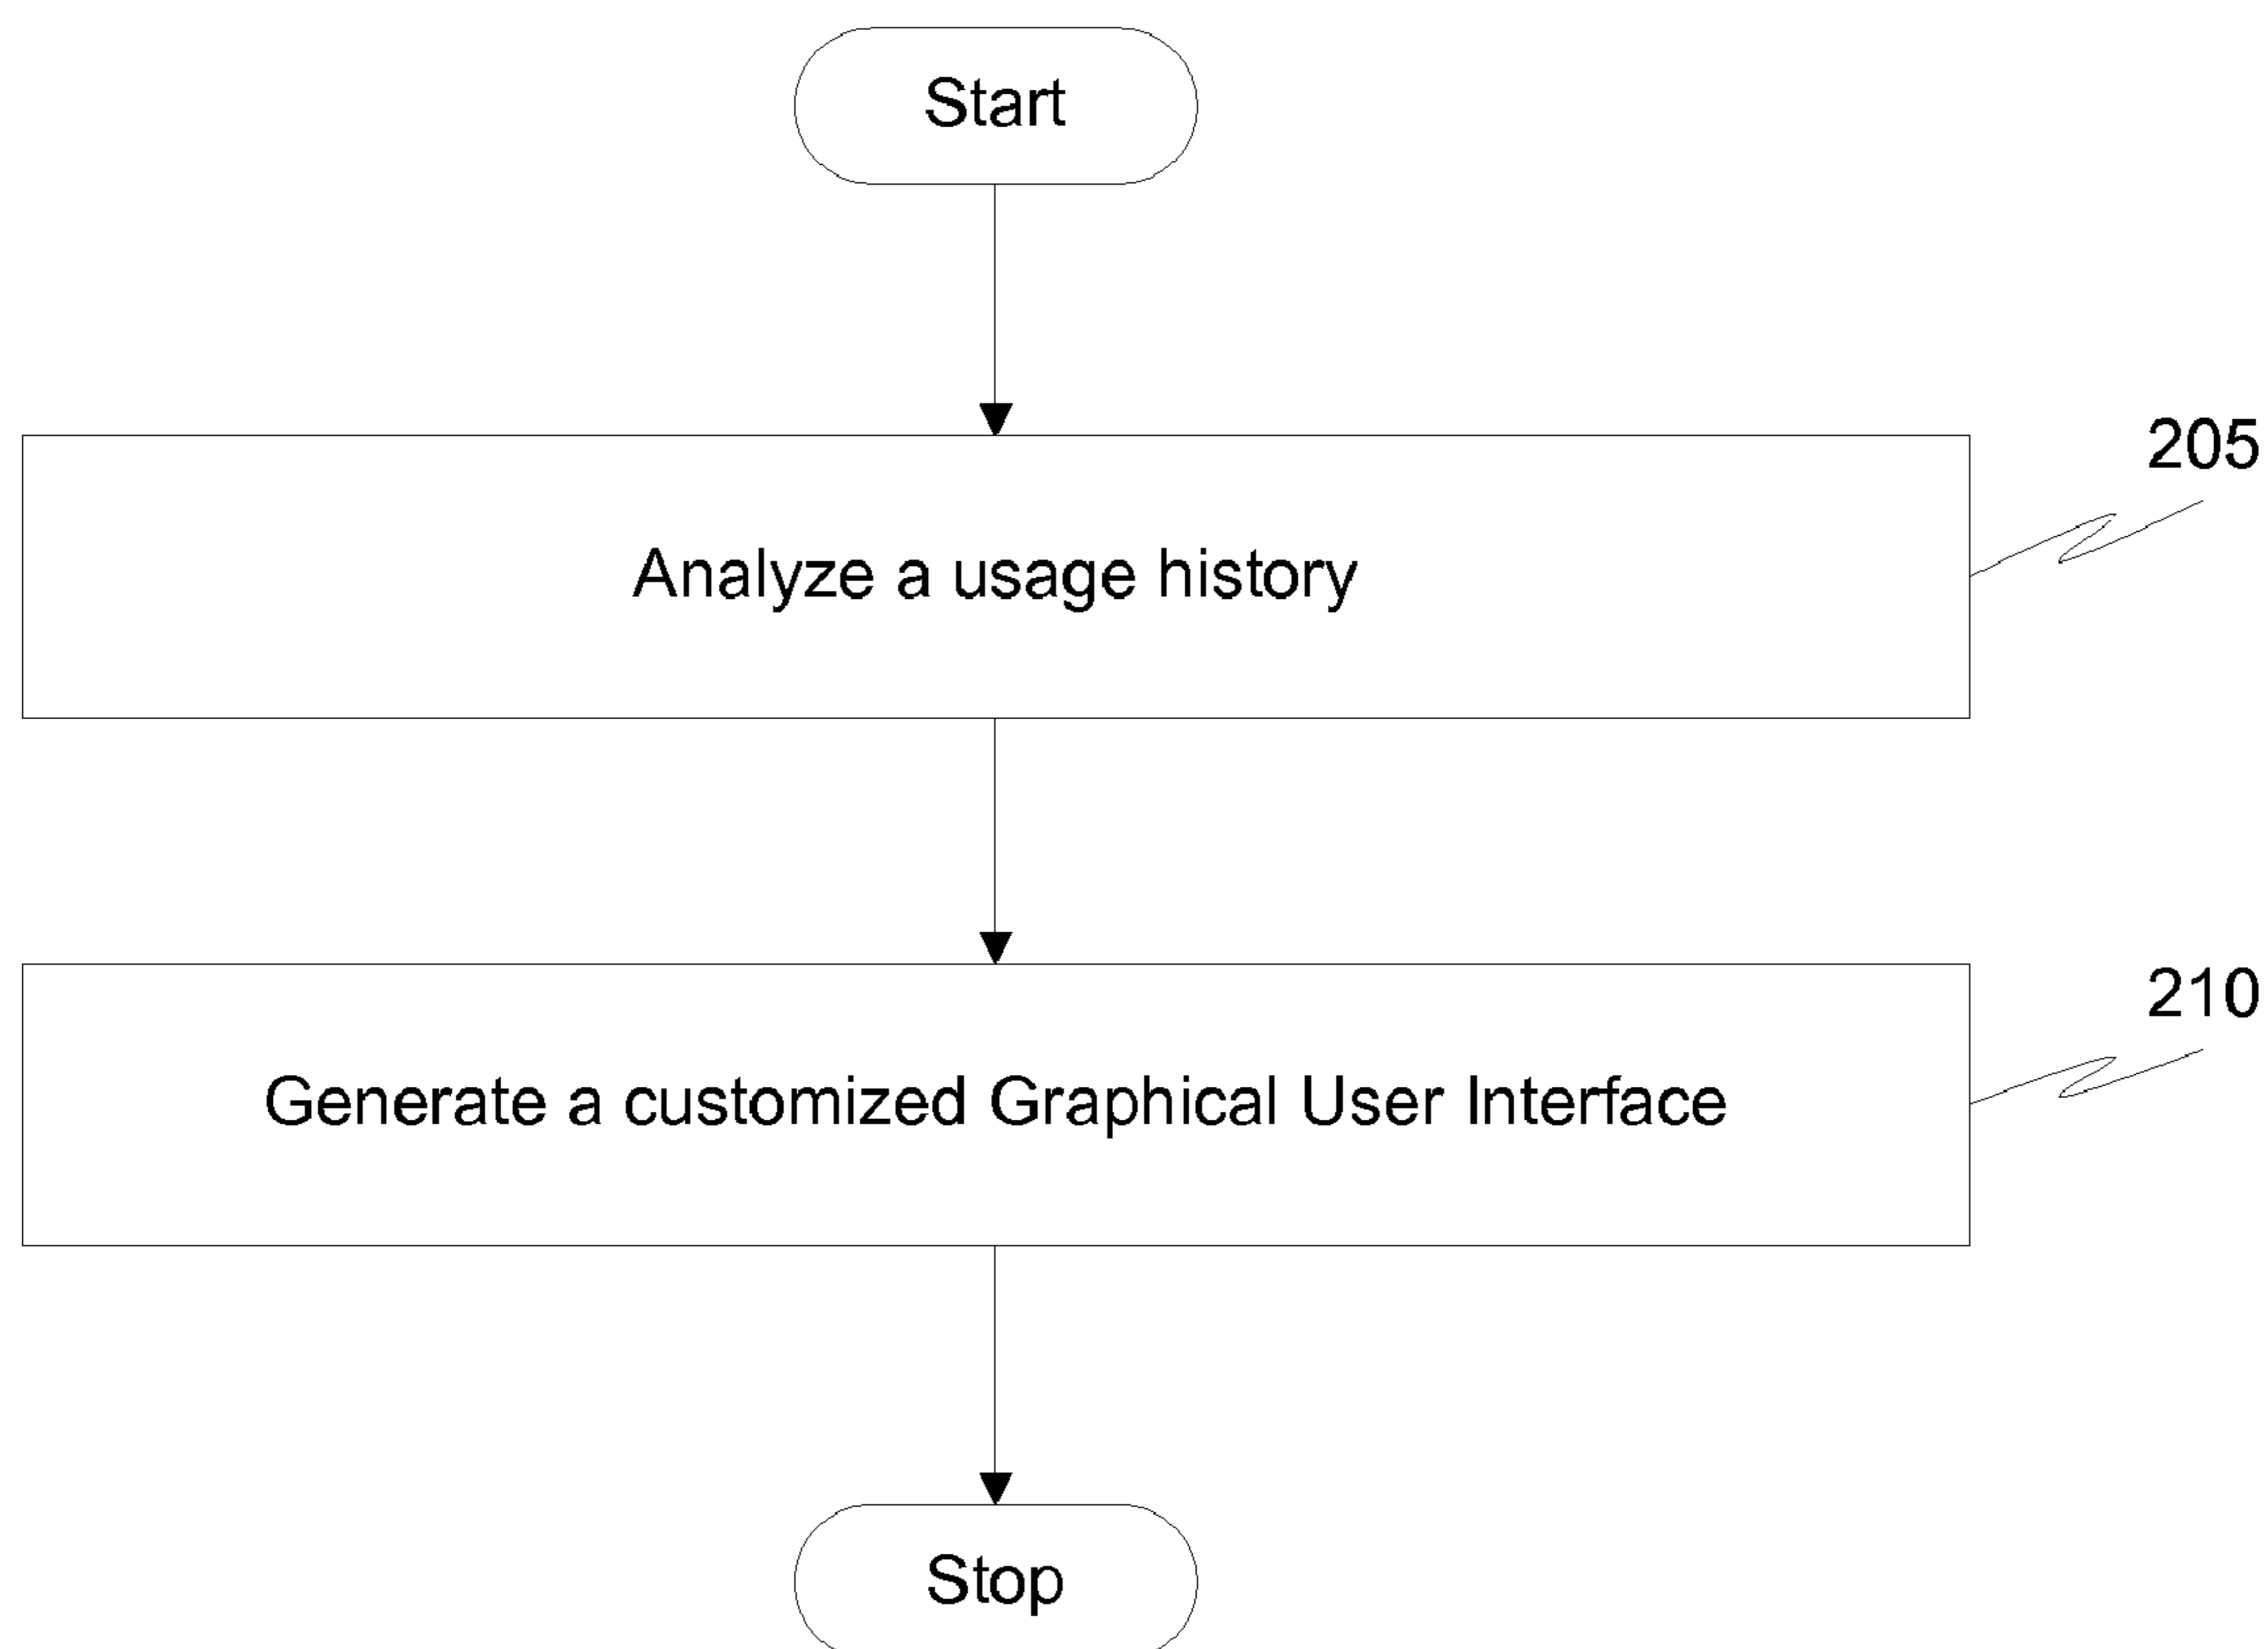 Start
205
Analyze a usage history
210
Generate a customized Graphical User Interface
Stop